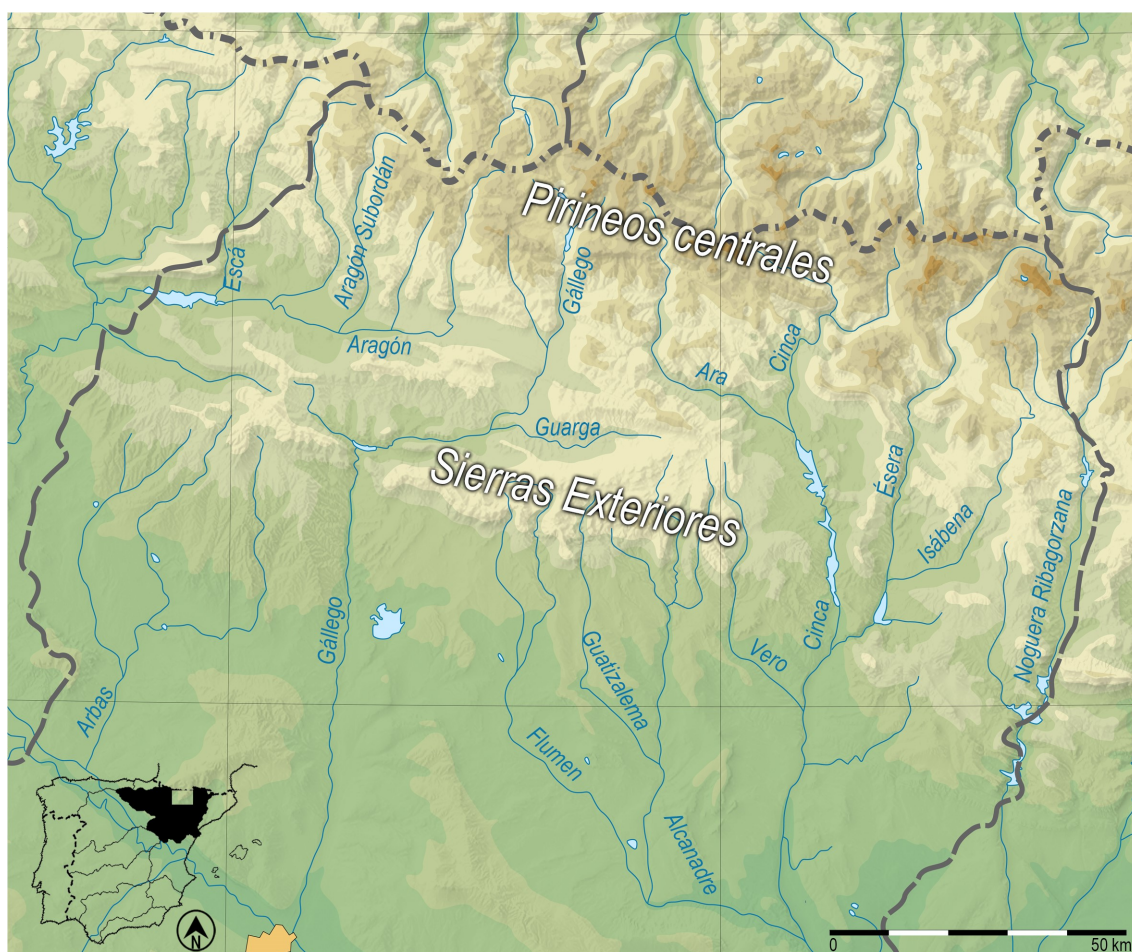 Pirineos centrales
Aragón Subordán
Escá
Gállego
Aragón
Cinca
Ara
Guarga
Sierras Exteriores
Ésera
Isábena
Noguera Ribagorzana
Gállego
Cinca
Guatizalema
Vero
Arbas
Flumen
Alcanadre
N
0
50 km